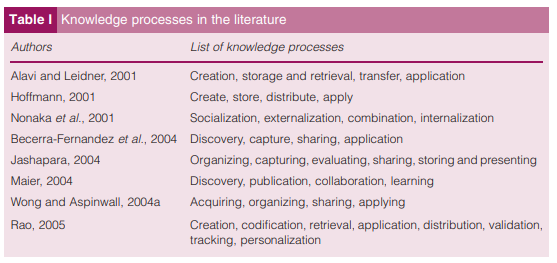 Table I Knowledge processes in the literature
Authors List of knowledge processes
Alavi and Leidner, 2001 Creation, storage and retrieval, transfer, application
Hoffmann, 2001 Create, store, distribute, apply
Nonaka et al., 2001 Socialization, externalization, combination, internalization
Becerra-Fernandez et al., 2004 Discovery, capture, sharing, application
Jashapara, 2004 Organizing, capturing, evaluating, sharing, storing and presenting
Maier, 2004 Discovery, publication, collaboration, learning
Wong and Aspinwall, 2004a Acquiring, organizing, sharing, applying
Rao, 2005 Creation, codification, retrieval, application, distribution, validation,
tracking, personalization